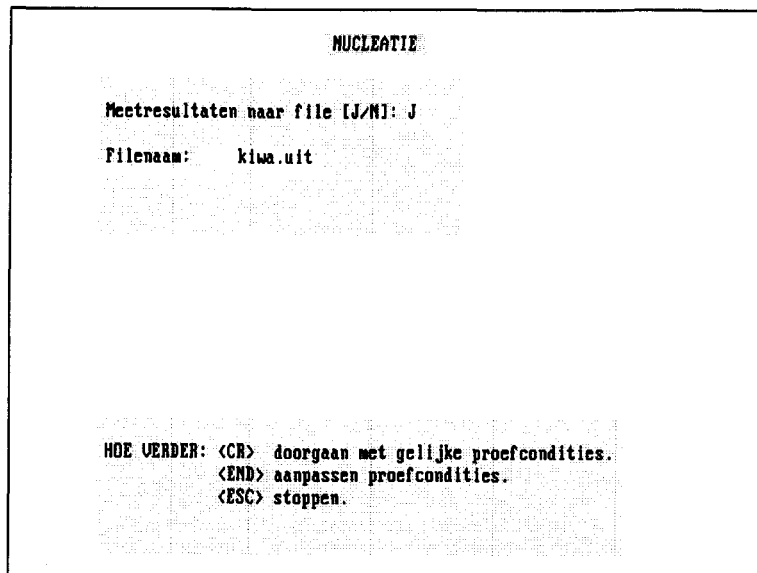 NUCLEATIE
Meetresultaten naar file [J/N]: J
Filenaam: kiwa.uit
HOE VERDER: <CR> doorgaan met gelijke proefcondities.
<END> aanpassen proefcondities.
<ESC> stoppen.